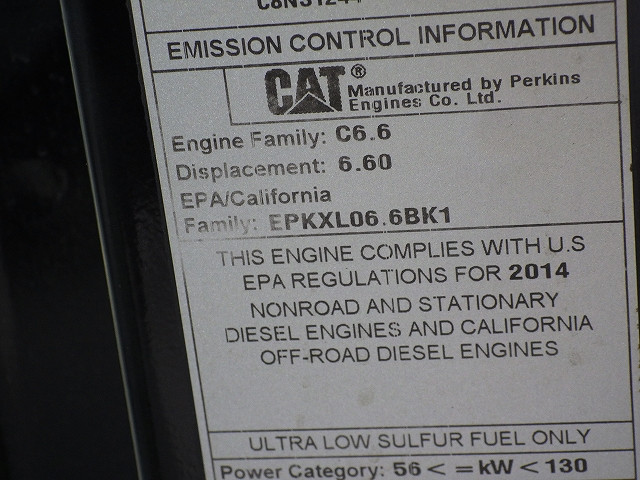 EMISSION CONTROL INFORMATION
CAT® Manufactured by Perkins
Engines Co. Ltd.
Engine Family: C6.6
Displacement: 6.60
EPA/California
Family: EPKXL06.6BK1
THIS ENGINE COMPLIES WITH U.S
EPA REGULATIONS FOR 2014
NONROAD AND STATIONARY
DIESEL ENGINES AND CALIFORNIA
OFF-ROAD DIESEL ENGINES
ULTRA LOW SULFUR FUEL ONLY
Power Category: 56 < = kW < 130